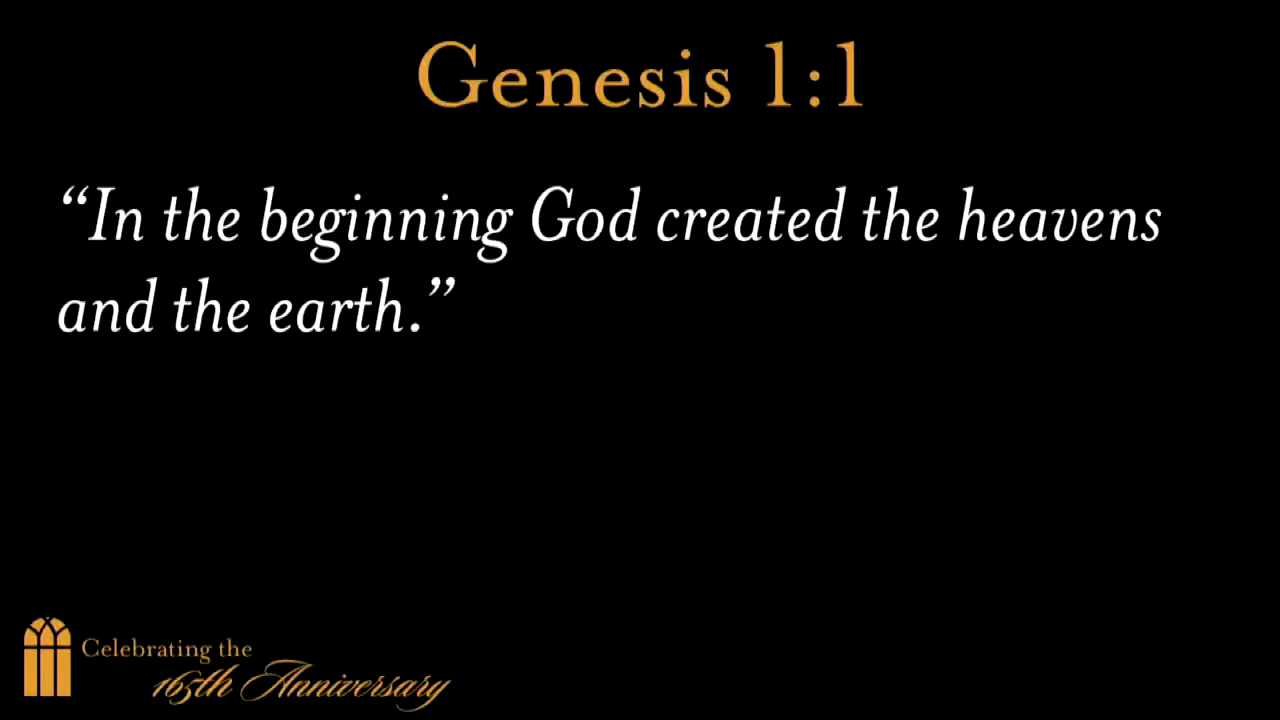 Genesis 1:1
“In the beginning God created the heavens
and the earth.”
Celebrating the
165th Anniversary